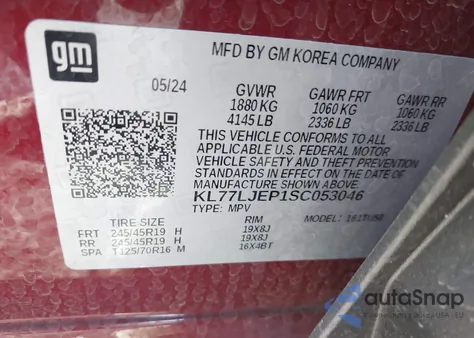 gm
MFD BY GM KOREA COMPANY
05/24
GVWR GAWR FRT GAWR RR
1880 KG 1060 KG 1060 KG
4145 LB 2336 LB 2336 LB
THIS VEHICLE CONFORMS TO ALL
APPLICABLE U.S. FEDERAL MOTOR
VEHICLE SAFETY AND THEFT PREVENTION
STANDARDS IN EFFECT ON THE DATE OF
MANUFACTURE SHOWN ABOVE
KL77LJEP1SC053046
TYPE: MPV MODEL: 1TU58
TIRE SIZE RIM
FRT 245/45R19 H 19X8J
RR 245/45R19 H 19X8J
SPA T125/70R16 M 16X4BT
autoSnap